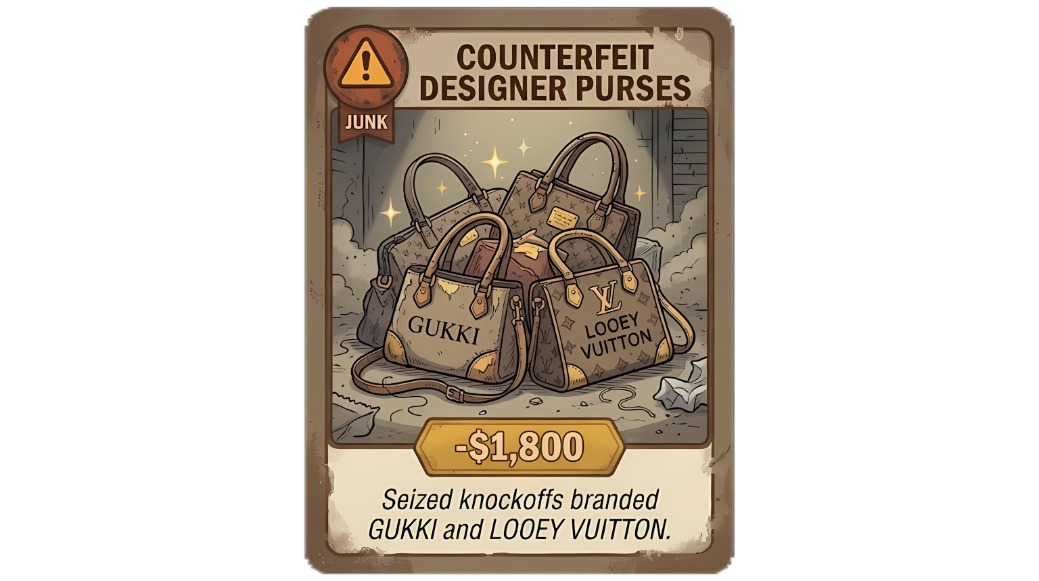 COUNTERFEIT
DESIGNER PURSES
JUNK
GUKKI
LV
LOOEY
VUITTON
-$1,800
Seized knockoffs branded
GUKKI and LOOEY VUITTON.